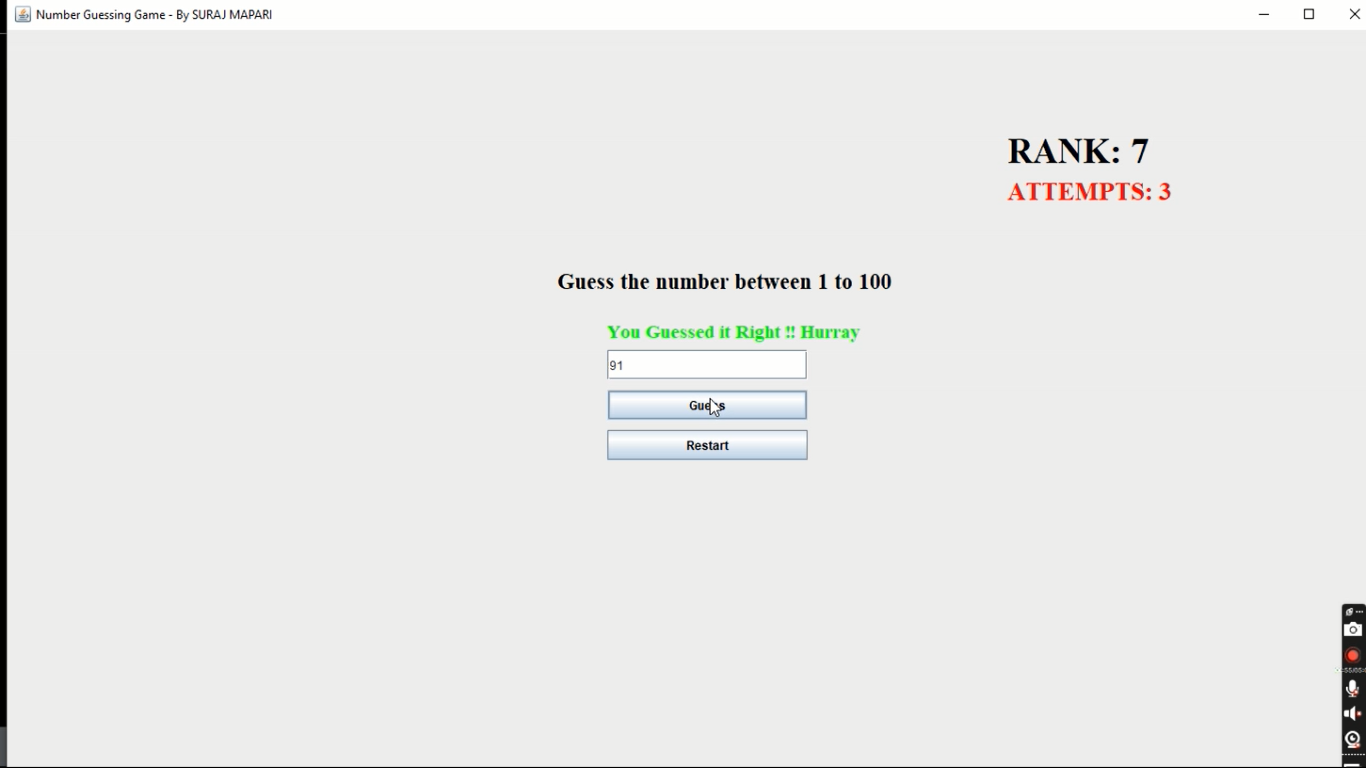 Number Guessing Game - By SURAJ MAPARI
RANK: 7
ATTEMPTS: 3
Guess the number between 1 to 100
You Guessed it Right !! Hurray
91
Guess
Restart